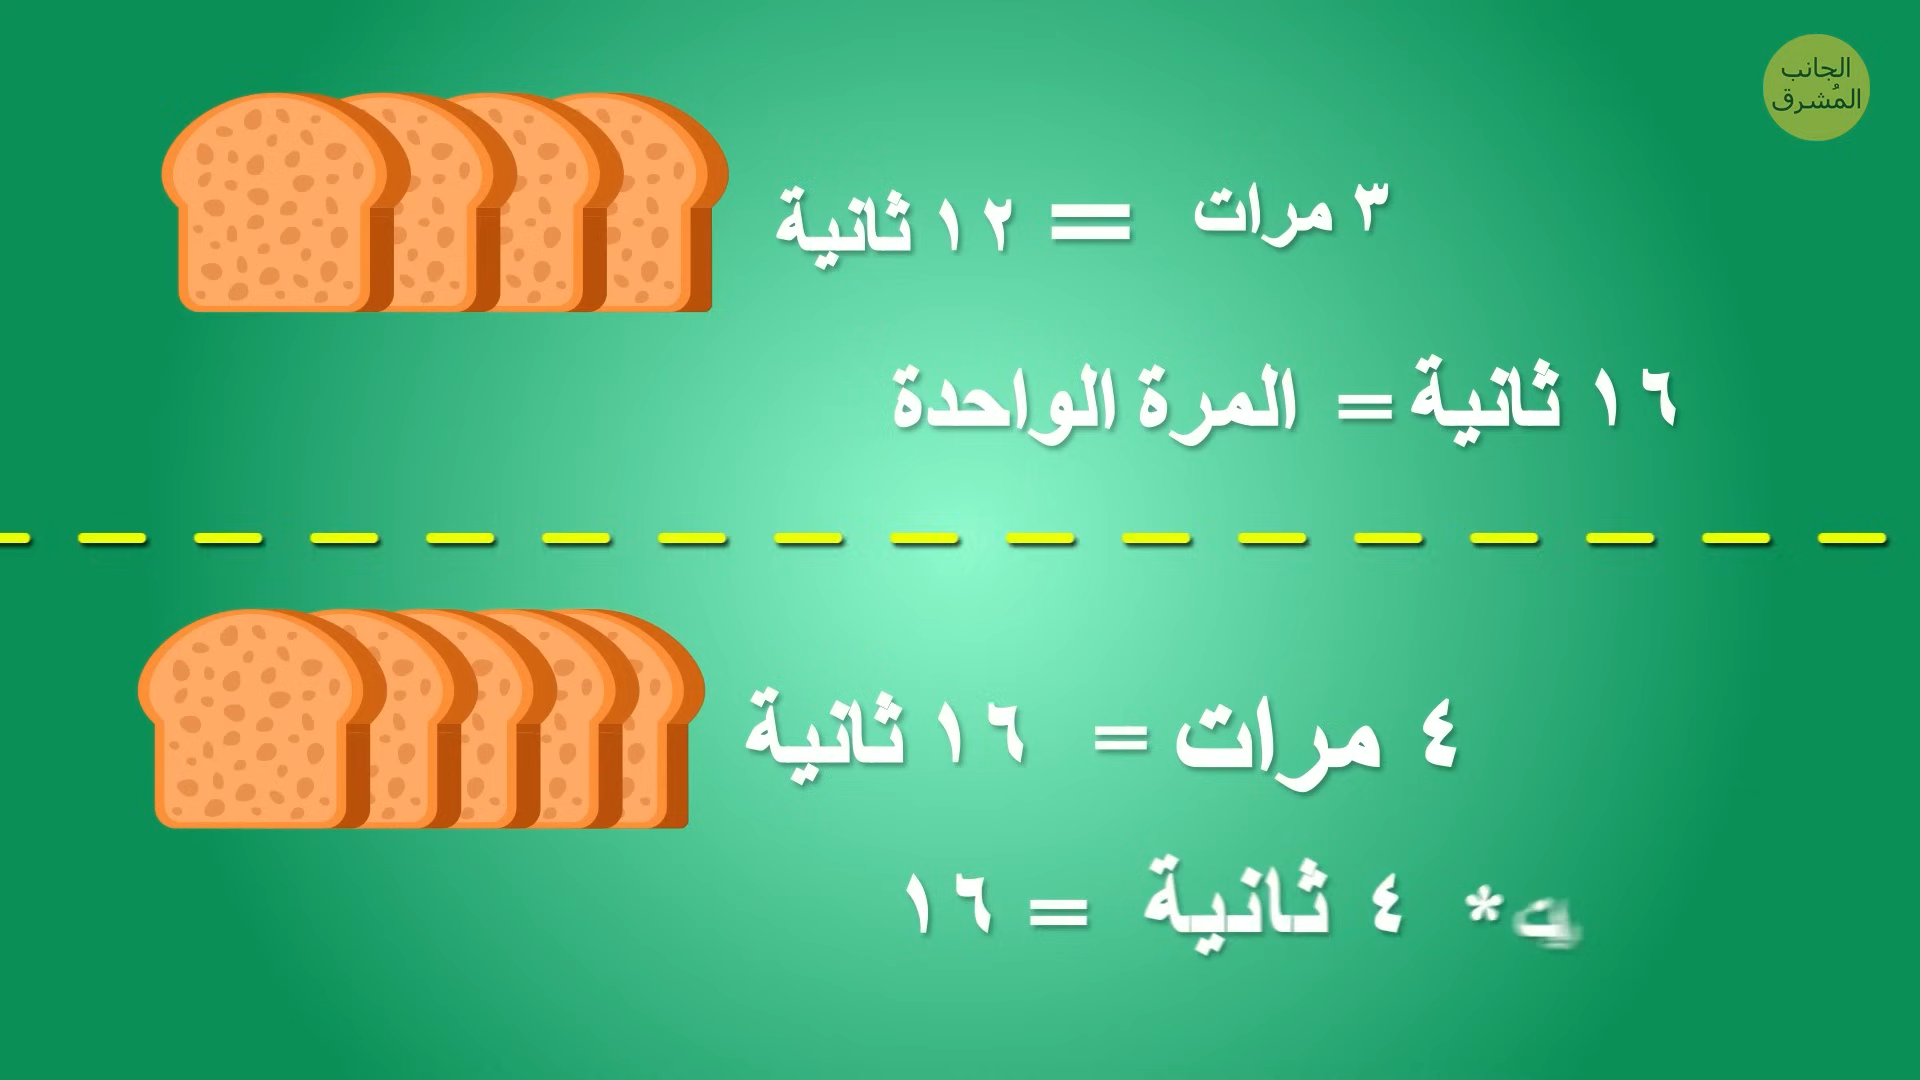 الجانب
المُشرق
٣ مرات = ١٢ ثانية
١٦ ثانية = المرة الواحدة
٤ مرات = ١٦ ثانية
* ٤ ثانية = ١٦